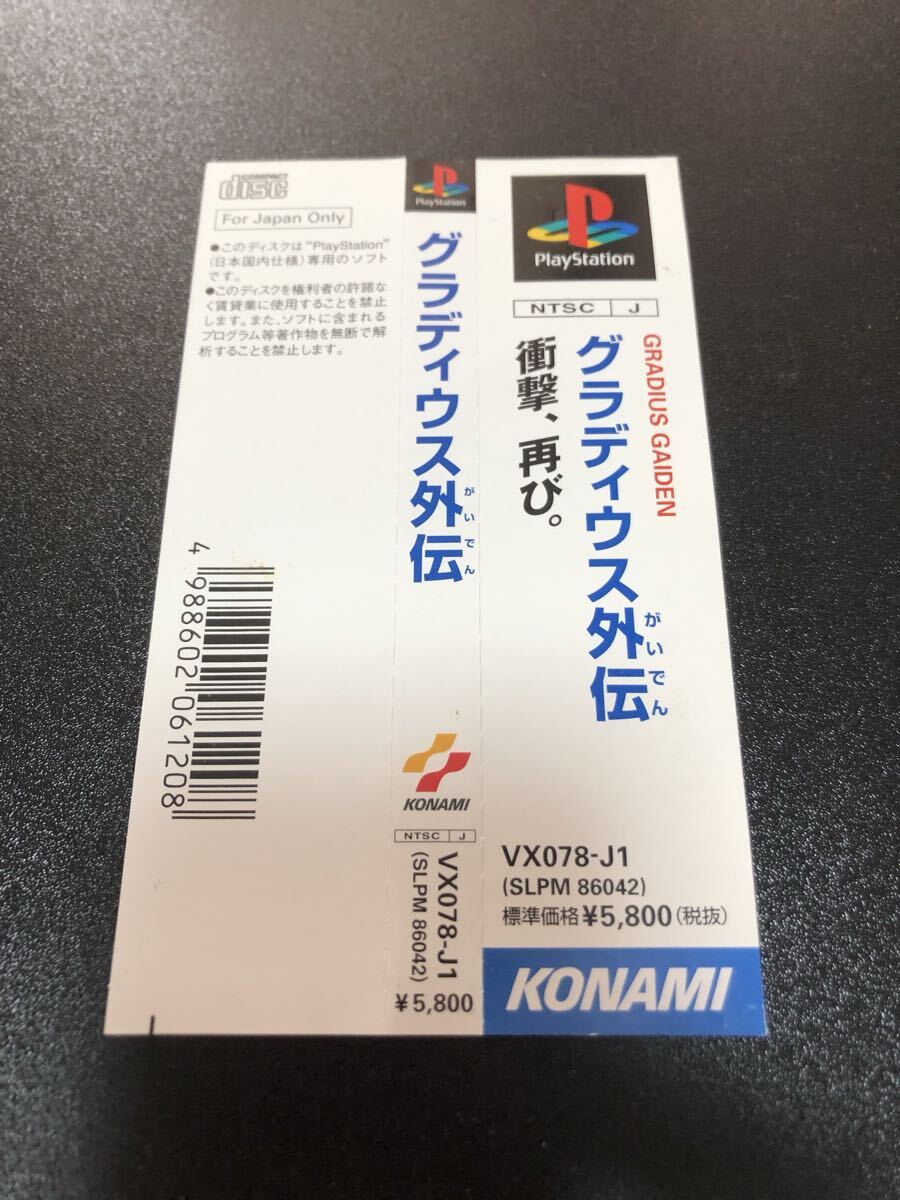 COMPACT
disc
For Japan Only
●このディスクは"PlayStation"
(日本国内仕様)専用のソフト
です。
●このディスクを権利者の許諾な
く賃貸業に使用することを禁止
します。また、ソフトに含まれる
プログラム等著作物を無断で解
析することを禁止します。
4 988602 061208
PlayStation
グラディウス外伝
がいでん
KONAMI
NTSC J
VX078-J1
(SLPM 86042)
¥5,800
PlayStation
NTSC J
GRADIUS GAIDEN
グラディウス外伝
がいでん
衝撃、再び。
VX078-J1
(SLPM 86042)
標準価格¥5,800(税抜)
KONAMI